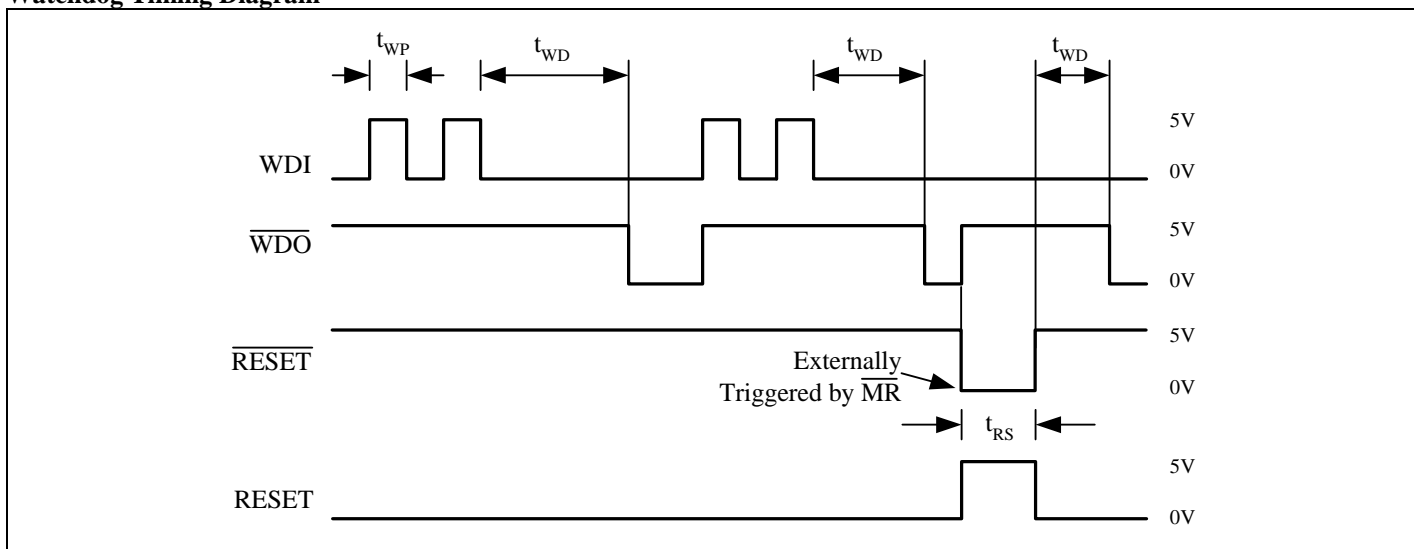 Watchdog Timing Diagram
tWP
tWD
tWD
tWD
WDI
5V
0V
WDO
5V
0V
RESET
5V
0V
Externally
Triggered by MR
tRS
RESET
5V
0V